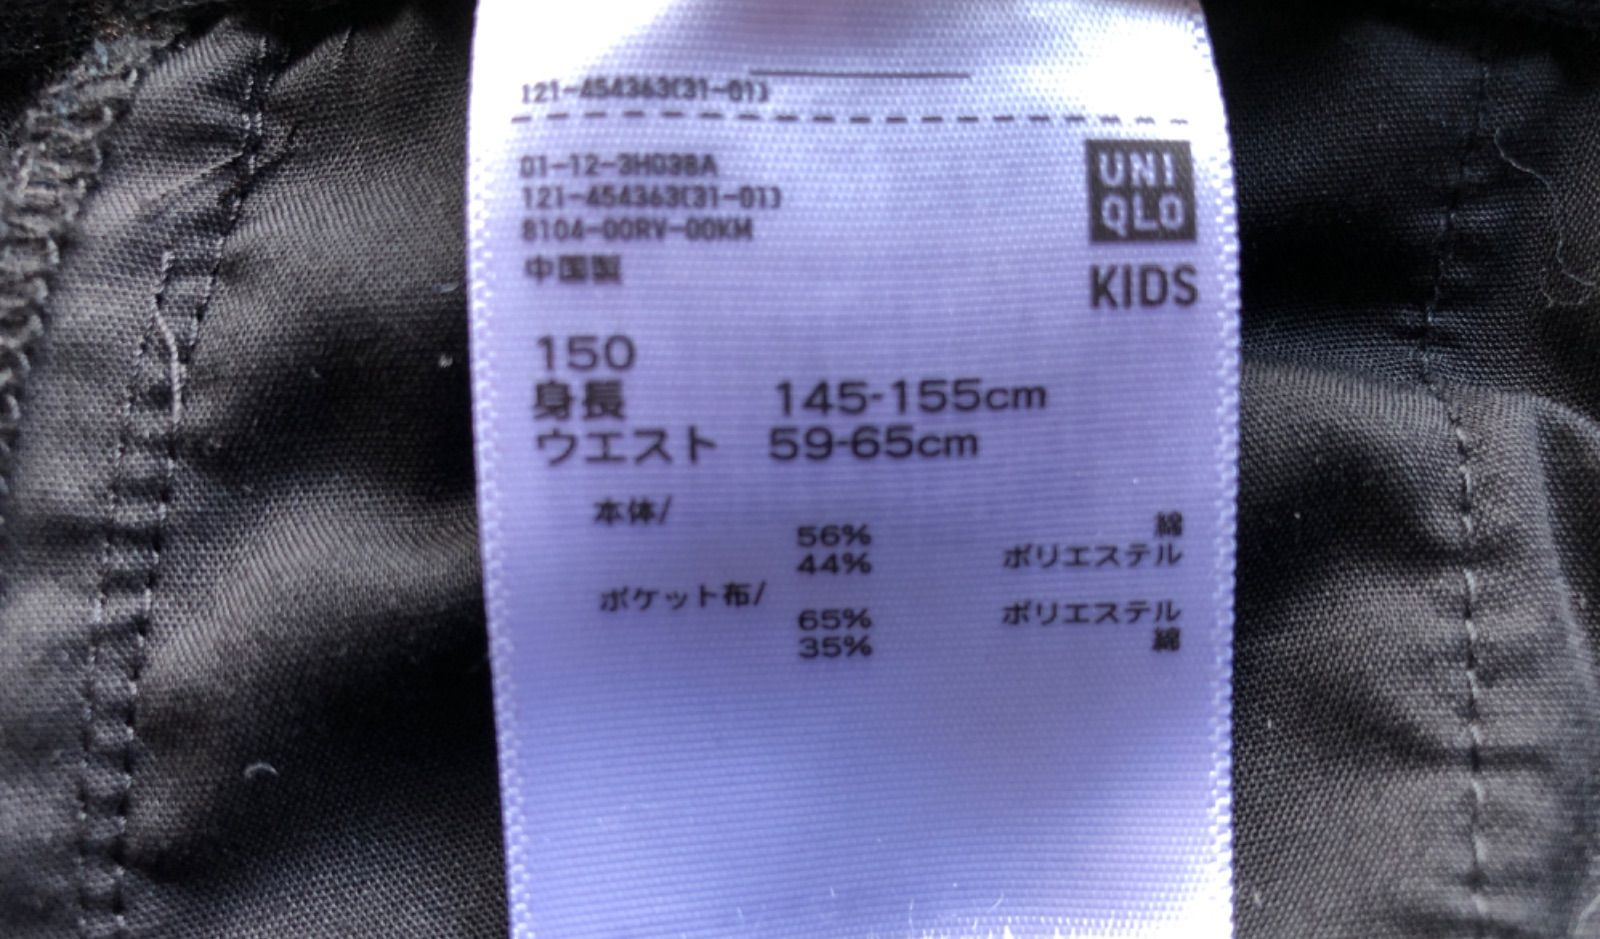 121-454363(31-01)
01-12-3H038A
121-454363(31-01)
8104-00RV-00KM
中国製
UNI
QLO
KIDS
150
身長 145-155cm
ウエスト 59-65cm
本体/
56% 綿
44% ポリエステル
ポケット布/
65% ポリエステル
35% 綿